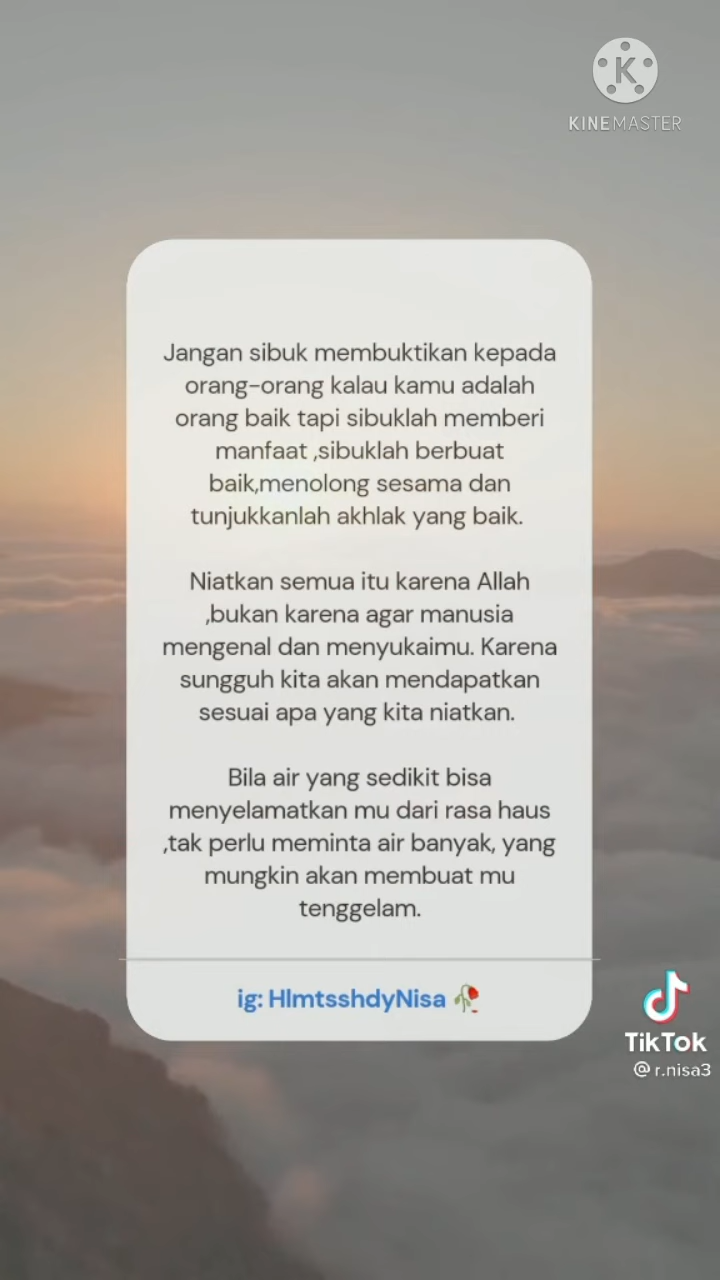 KINEMASTER
Jangan sibuk membuktikan kepada
orang-orang kalau kamu adalah
orang baik tapi sibuklah memberi
manfaat ,sibuklah berbuat
baik,menolong sesama dan
tunjukkanlah akhlak yang baik.
Niatkan semua itu karena Allah
,bukan karena agar manusia
mengenal dan menyukaimu. Karena
sungguh kita akan mendapatkan
sesuai apa yang kita niatkan.
Bila air yang sedikit bisa
menyelamatkan mu dari rasa haus
,tak perlu meminta air banyak, yang
mungkin akan membuat mu
tenggelam.
ig: HlmtsshdyNisa 🥀
TikTok
@r.nisa3